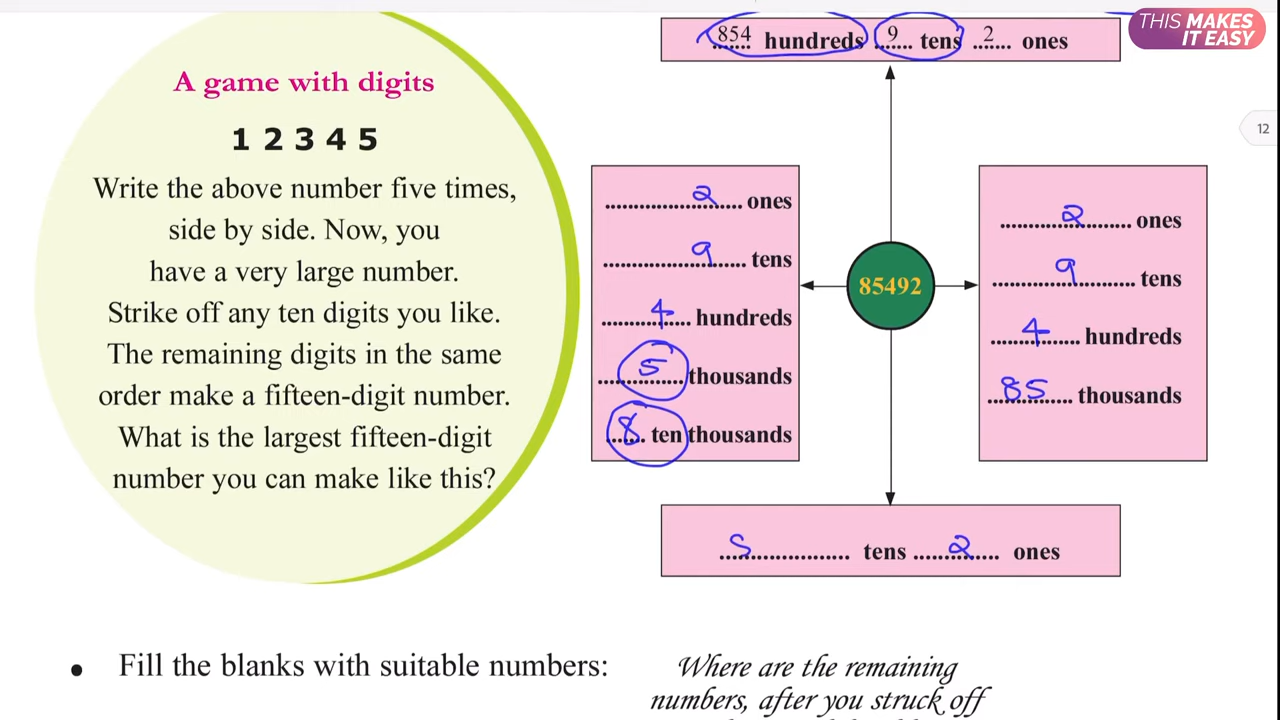 THIS MAKES
IT EASY
854 hundreds 9 tens 2 ones
A game with digits
1 2 3 4 5
Write the above number five times,
side by side. Now, you
have a very large number.
Strike off any ten digits you like.
The remaining digits in the same
order make a fifteen-digit number.
What is the largest fifteen-digit
number you can make like this?
2 ones
9 tens
4 hundreds
5 thousands
8 ten thousands
85492
2 ones
9 tens
4 hundreds
85 thousands
12
tens 2 ones
• Fill the blanks with suitable numbers:
Where are the remaining
numbers, after you struck off